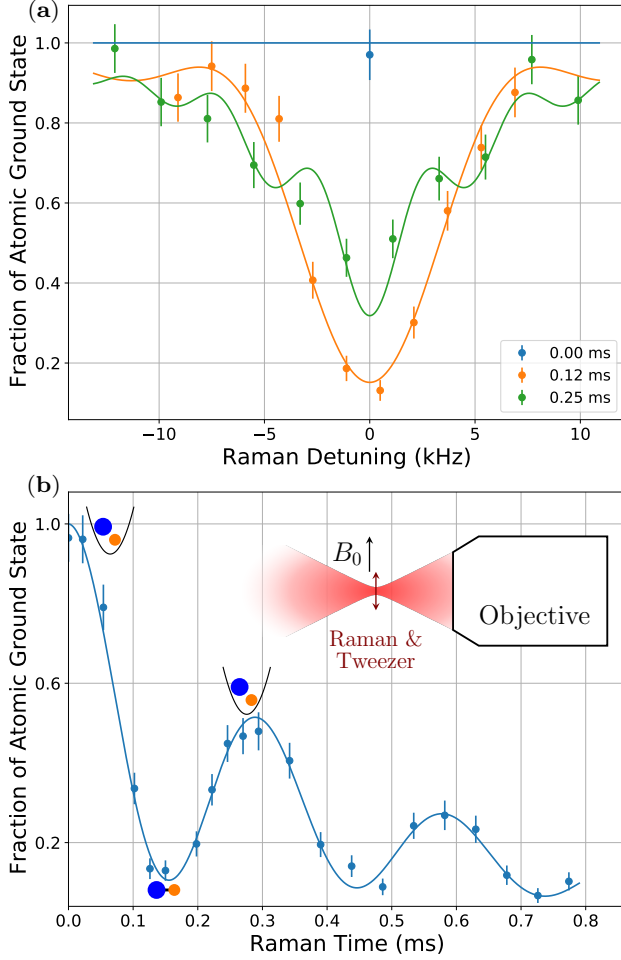 (a)
Fraction of Atomic Ground State
1.0
0.8
0.6
0.4
0.2
0.00 ms
0.12 ms
0.25 ms
−10
−5
0
5
10
Raman Detuning (kHz)
(b)
Fraction of Atomic Ground State
1.0
0.6
0.2
B₀
Objective
Raman &
Tweezer
0.0
0.1
0.2
0.3
0.4
0.5
0.6
0.7
0.8
Raman Time (ms)